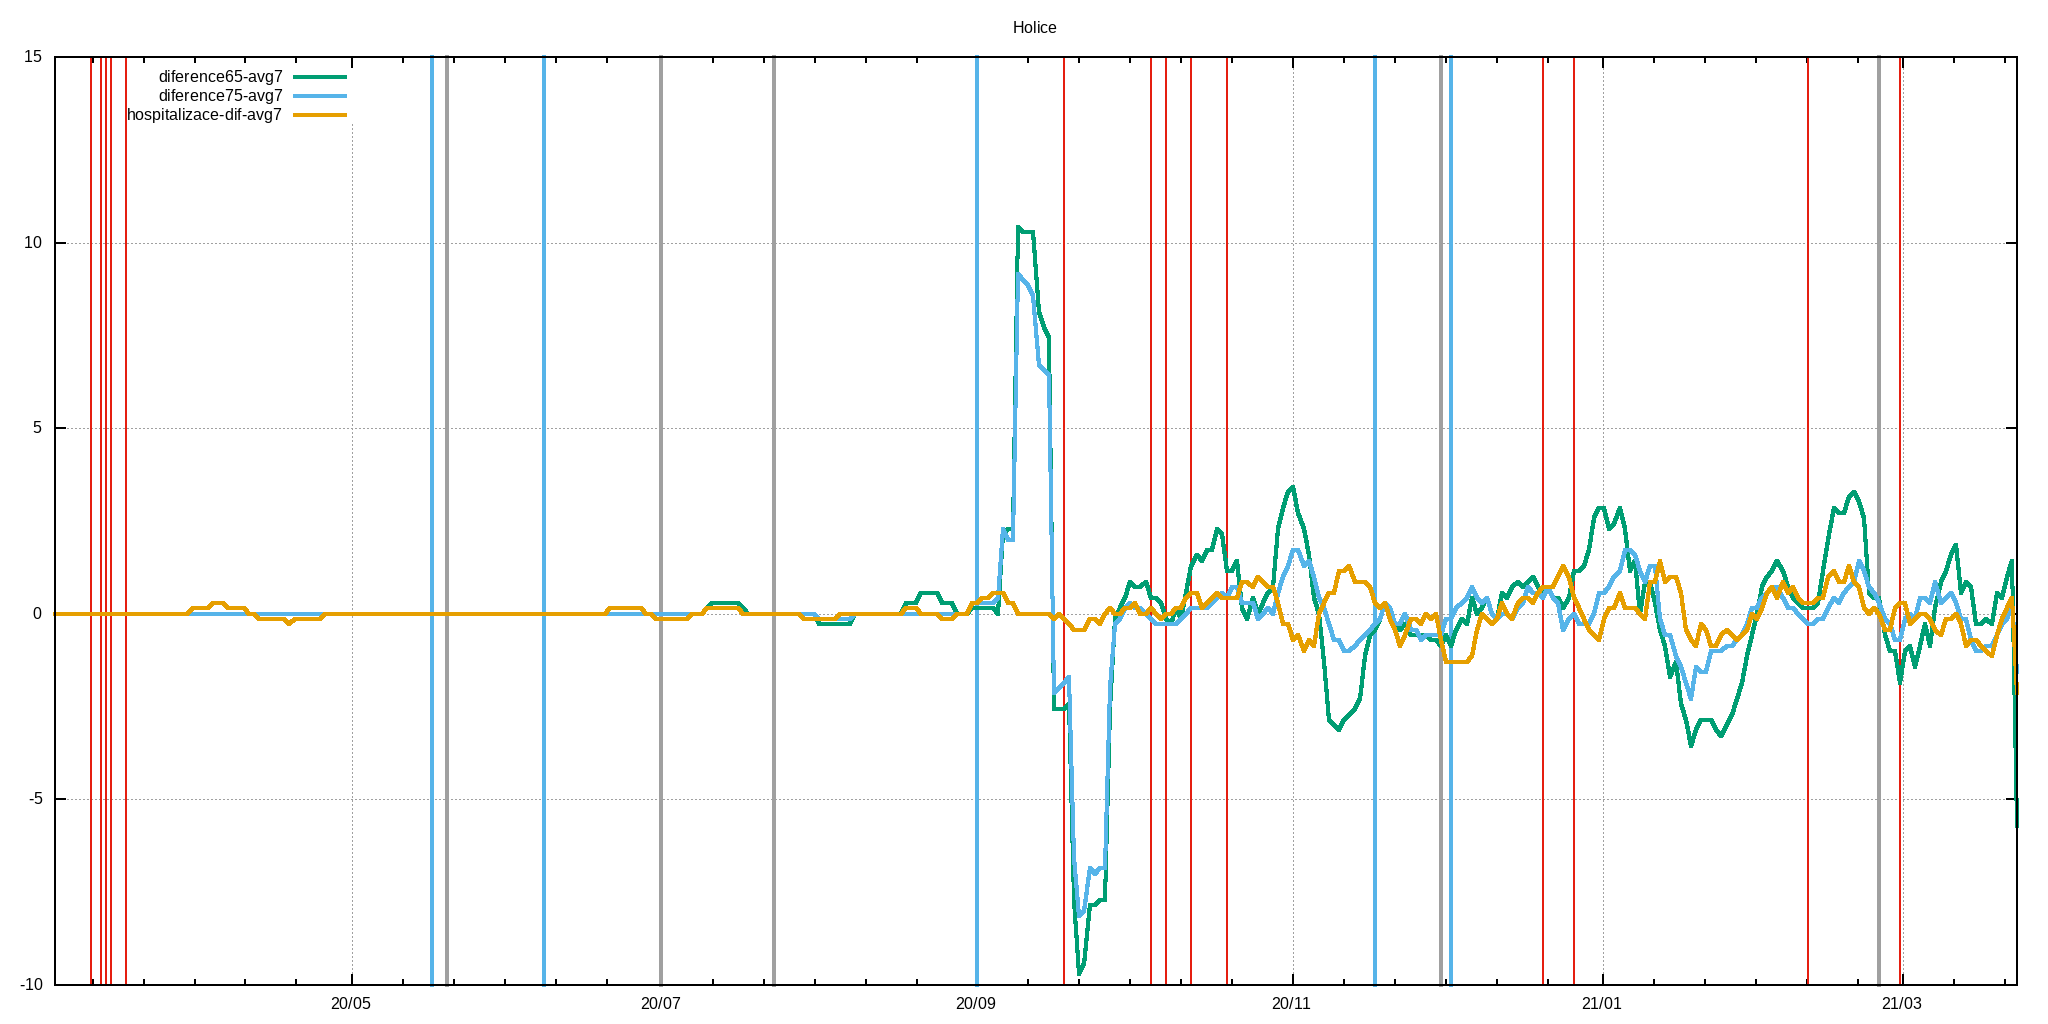 Holice
15
diference65-avg7
diference75-avg7
hospitalizace-dif-avg7
10
5
0
-5
-10
20/05 20/07 20/09 20/11 21/01 21/03